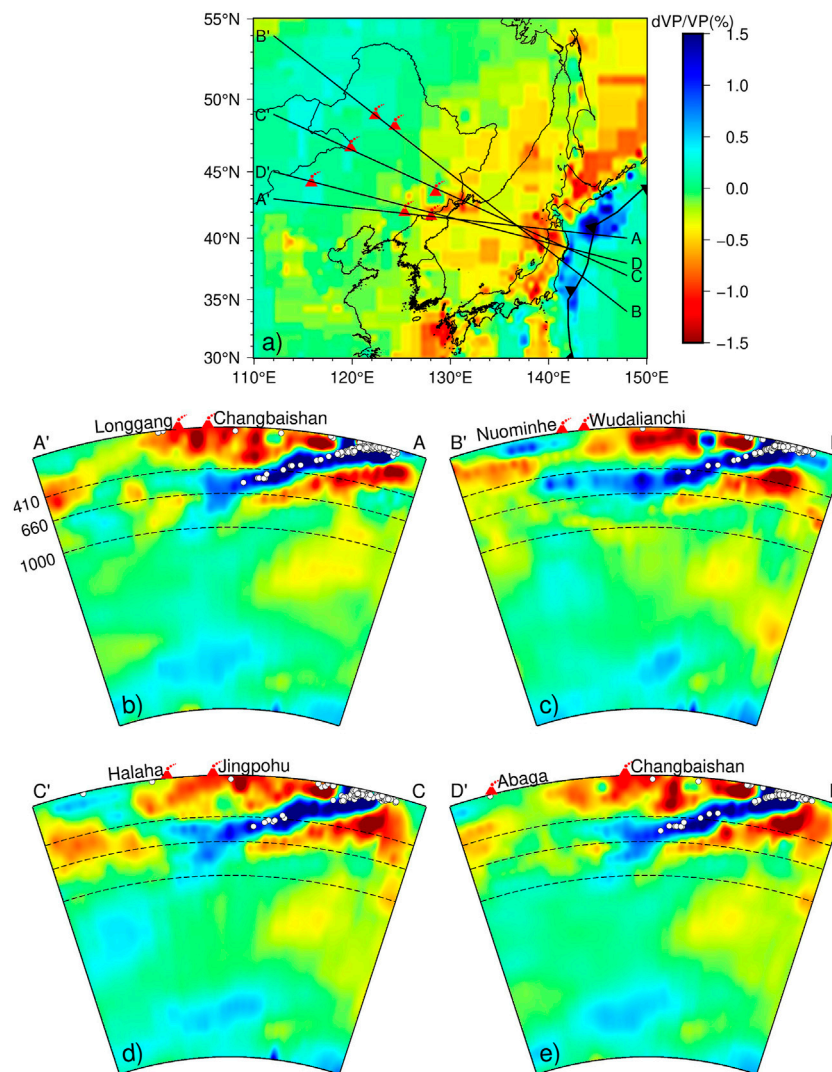 dVP/VP(%)
55°N
50°N
45°N
40°N
35°N
30°N
110°E
120°E
130°E
140°E
150°E
B'
C'
D'
A'
A
D
C
B
a)
1.5
1.0
0.5
0.0
−0.5
−1.0
−1.5
A'
Longgang
Changbaishan
A
410
660
1000
b)
B'
Nuominhe
Wudalianchi
c)
C'
Halaha
Jingpohu
C
d)
D'
Abaga
Changbaishan
e)